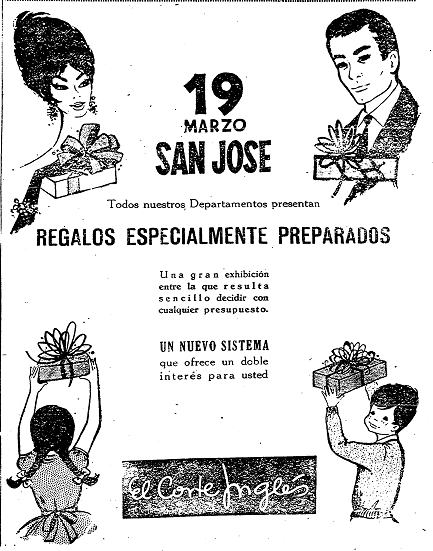 19
MARZO
SAN JOSE
Todos nuestros Departamentos presentan
REGALOS ESPECIALMENTE PREPARADOS
Una gran exhibición
entre la que resulta
sencillo decidir con
cualquier presupuesto.
UN NUEVO SISTEMA
que ofrece un doble
interés para usted
El Corte Inglés